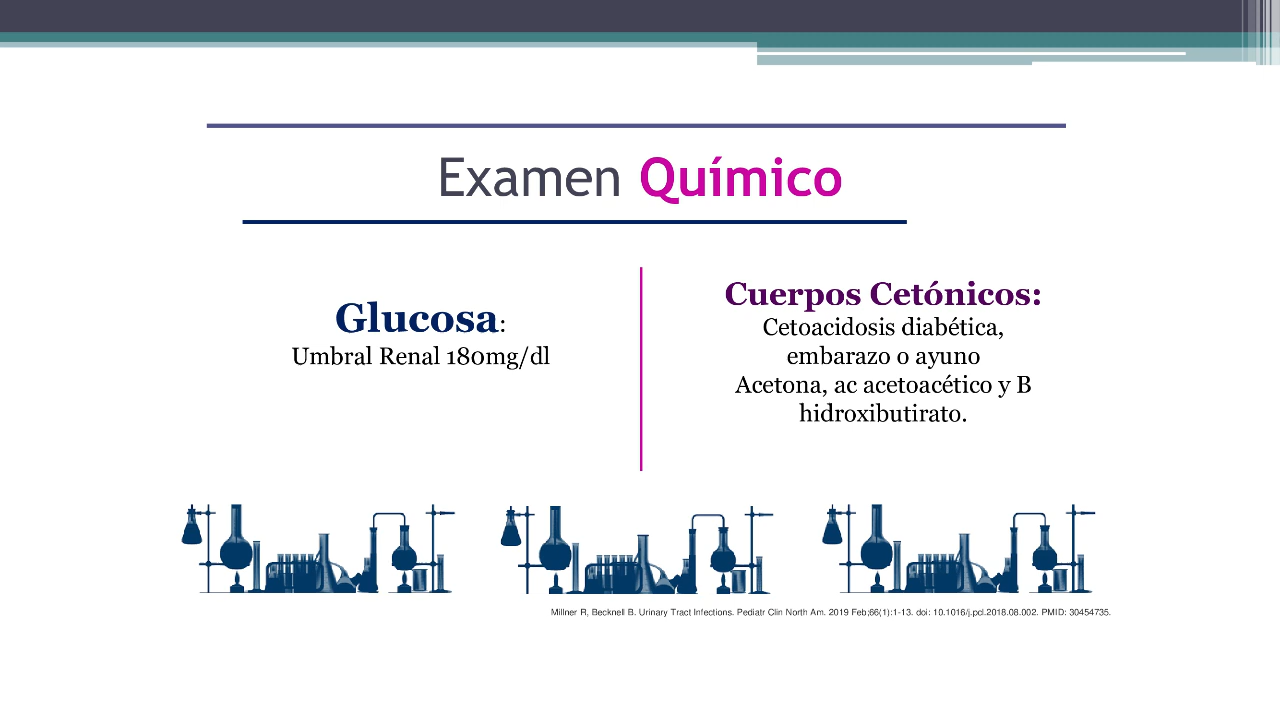 Examen Químico
Glucosa:
Umbral Renal 180mg/dl
Cuerpos Cetónicos:
Cetoacidosis diabética,
embarazo o ayuno
Acetona, ac acetoacético y B
hidroxibutirato.
Millner R, Becknell B. Urinary Tract Infections. Pediatr Clin North Am. 2019 Feb;66(1):1-13. doi: 10.1016/j.pcl.2018.08.002. PMID: 30454735.